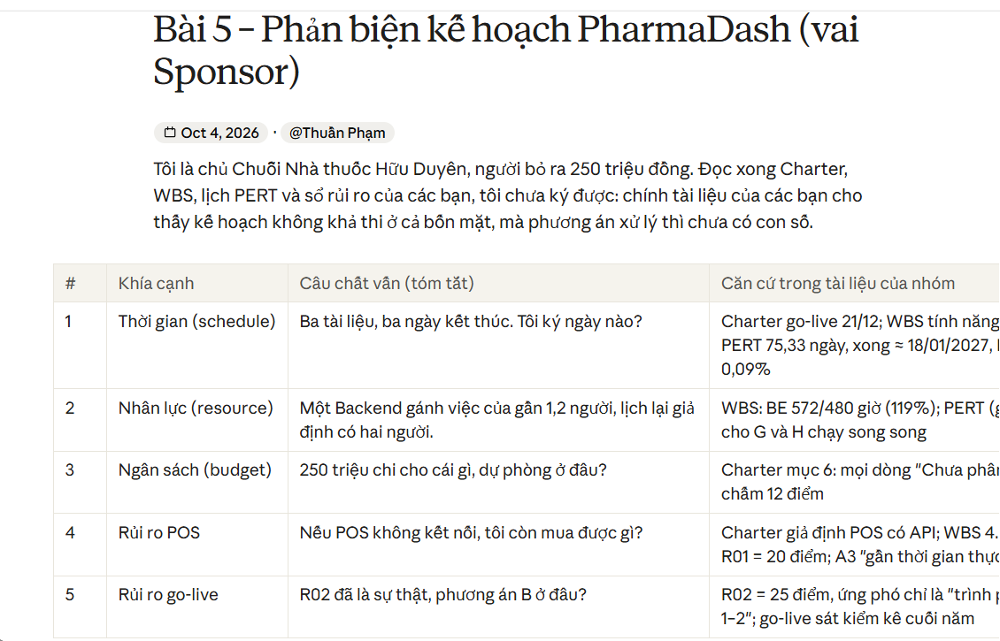 Bài 5 – Phản biện kế hoạch PharmaDash (vai
Sponsor)
Oct 4, 2026 · @Thuần Phạm
Tôi là chủ Chuỗi Nhà thuốc Hữu Duyên, người bỏ ra 250 triệu đồng. Đọc xong Charter,
WBS, lịch PERT và sổ rủi ro của các bạn, tôi chưa ký được: chính tài liệu của các bạn cho
thấy kế hoạch không khả thi ở cả bốn mặt, mà phương án xử lý thì chưa có con số.
# Khía cạnh Câu chất vấn (tóm tắt) Căn cứ trong tài liệu của nhóm
1 Thời gian (schedule) Ba tài liệu, ba ngày kết thúc. Tôi ký ngày nào? Charter go-live 21/12; WBS tính năng
PERT 75,33 ngày, xong ≈ 18/01/2027,
0,09%
2 Nhân lực (resource) Một Backend gánh việc của gần 1,2 người, lịch lại giả WBS: BE 572/480 giờ (119%); PERT
định có hai người. cho G và H chạy song song
3 Ngân sách (budget) 250 triệu chi cho cái gì, dự phòng ở đâu? Charter mục 6: mọi dòng "Chưa
chấm 12 điểm
4 Rủi ro POS Nếu POS không kết nối, tôi còn mua được gì? Charter giả định POS có API; WBS 4.
R01 = 20 điểm; A3 "gần thời gian
5 Rủi ro go-live R02 đã là sự thật, phương án B ở đâu? R02 = 25 điểm, ứng phó chỉ là "trình
1–2"; go-live sát kiểm kê cuối năm